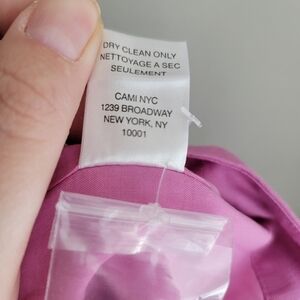 DRY CLEAN ONLY
NETTOYAGE A SEC
SEULEMENT
CAMI NYC
1239 BROADWAY
NEW YORK, NY
10001